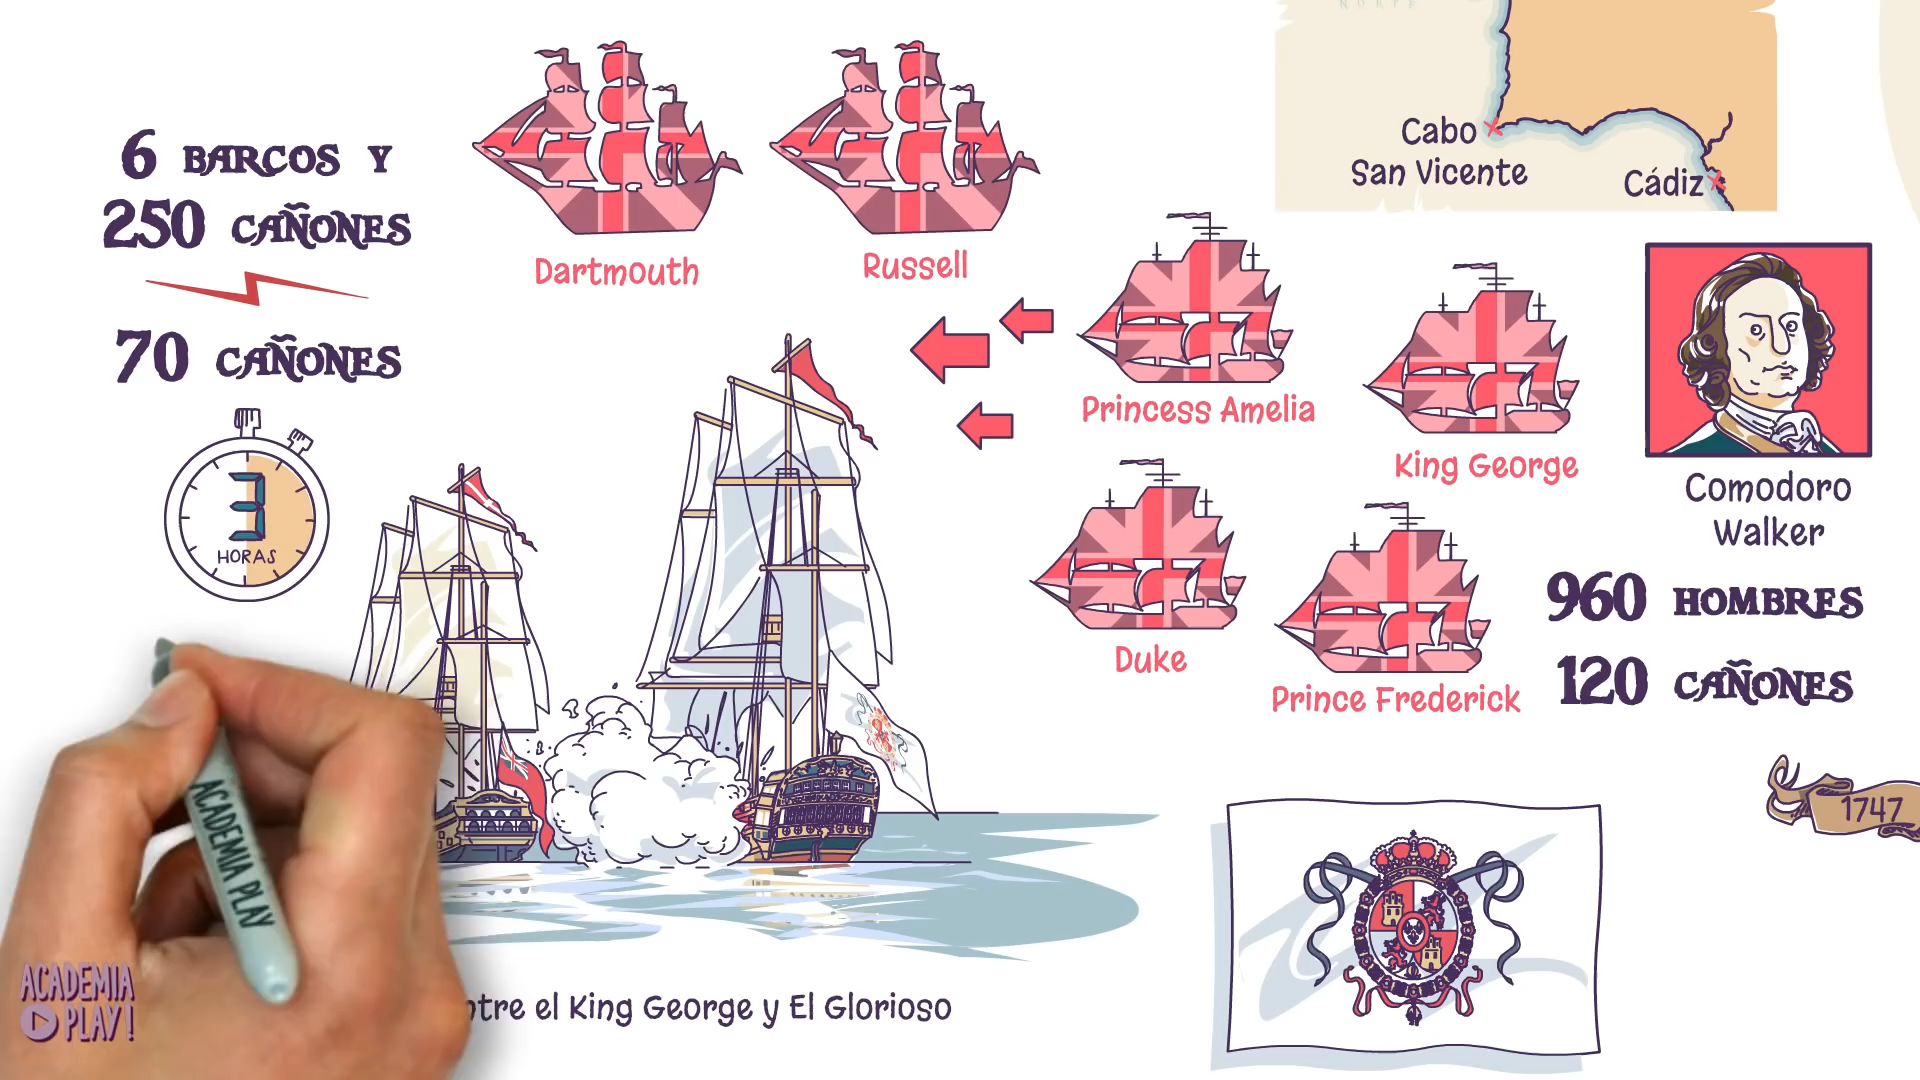 NORTE
6 BARCOS Y
250 CAÑONES
70 CAÑONES
3
HORAS
Dartmouth
Russell
Princess Amelia
King George
Duke
Prince Frederick
Cabo
San Vicente
Cádiz
Comodoro
Walker
960 HOMBRES
120 CAÑONES
1747
ACADEMIA PLAY
ACADEMIA
PLAY!
el King George y El Glorioso